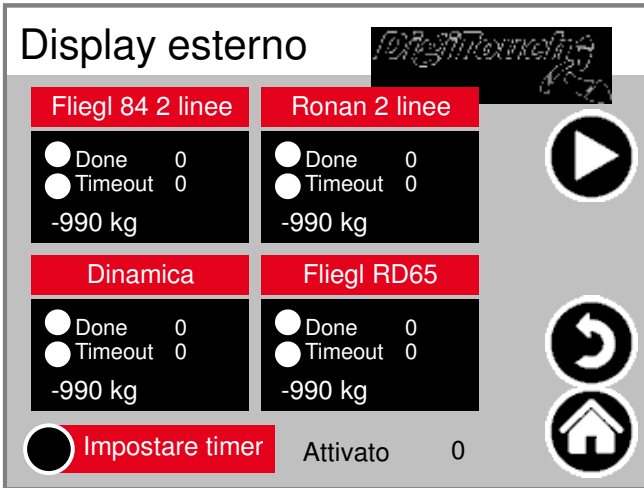 Display esterno
DigiTouch
Fliegl 84 2 linee
Ronan 2 linee
Done 0
Timeout 0
-990 kg
Done 0
Timeout 0
-990 kg
Dinamica
Fliegl RD65
Done 0
Timeout 0
-990 kg
Done 0
Timeout 0
-990 kg
Impostare timer
Attivato 0